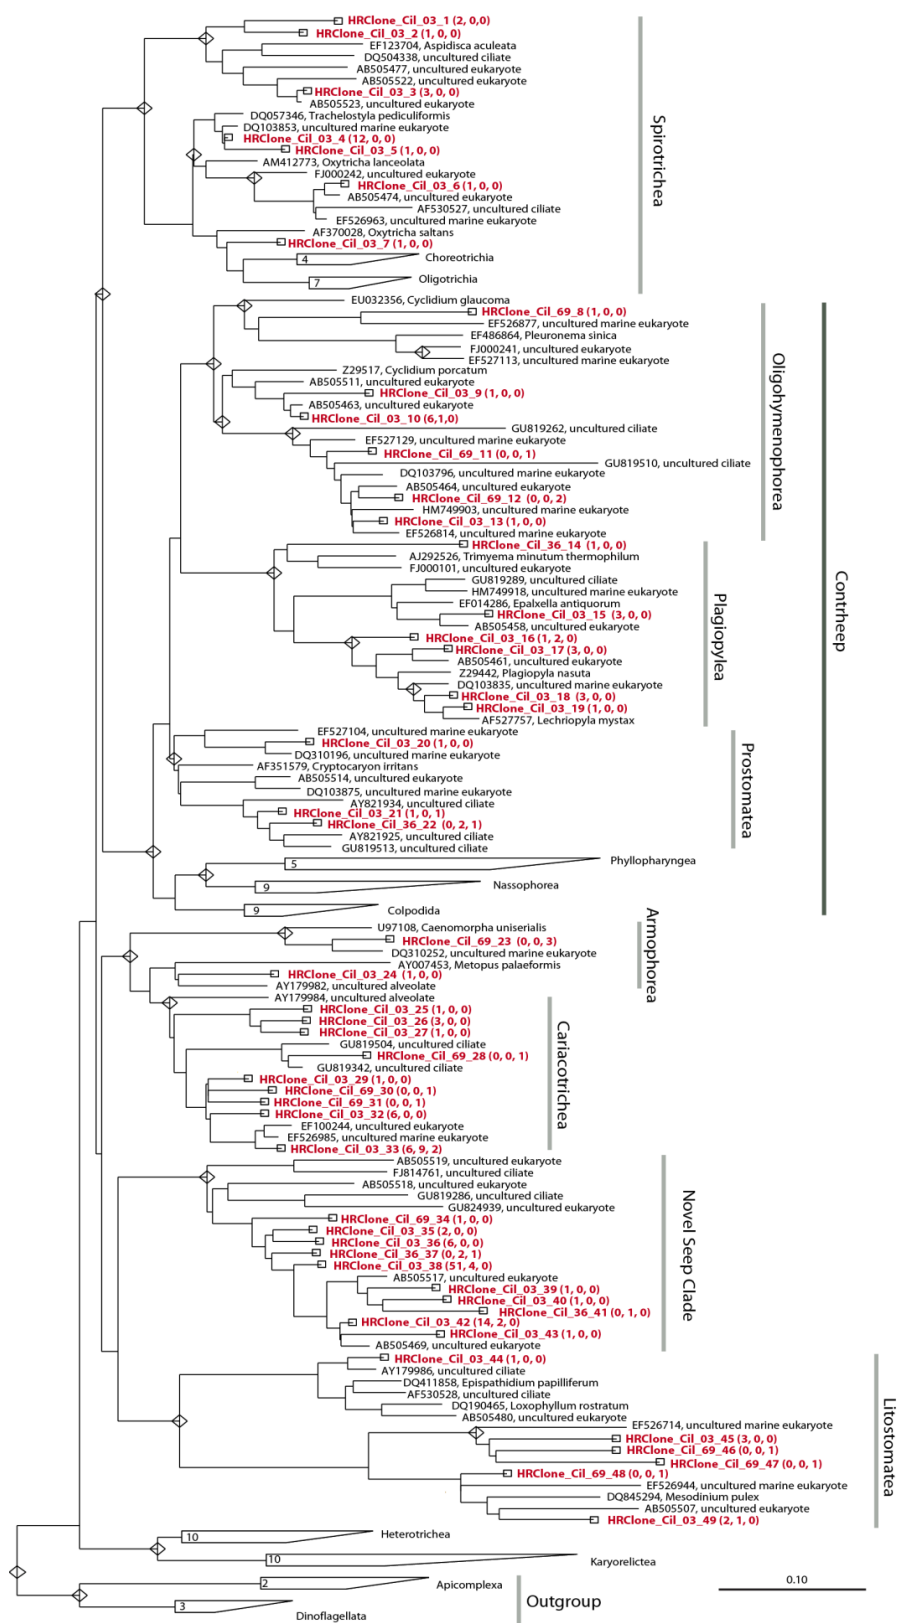 HRClone_Cil_03_1 (2, 0,0)
HRClone_Cil_03_2 (1, 0, 0)
EF123704, Aspidisca aculeata
DQ504338, uncultured ciliate
AB505477, uncultured eukaryote
AB505522, uncultured eukaryote
HRClone_Cil_03_3 (3, 0, 0)
AB505523, uncultured eukaryote
DQ057346, Trachelostyla pediculiformis
DQ103853, uncultured marine eukaryote
HRClone_Cil_03_4 (12, 0, 0)
HRClone_Cil_03_5 (1, 0, 0)
AM412773, Oxytricha lanceolata
FJ000242, uncultured eukaryote
HRClone_Cil_03_6 (1, 0, 0)
AB505474, uncultured eukaryote
AF530527, uncultured ciliate
EF526963, uncultured marine eukaryote
AF370028, Oxytricha saltans
HRClone_Cil_03_7 (1, 0, 0)
4 Choreotrichia
7 Oligotrichia
Spirotrichea
EU032356, Cyclidium glaucoma
HRClone_Cil_69_8 (1, 0, 0)
EF526877, uncultured marine eukaryote
EF486864, Pleuronema sinica
FJ000241, uncultured eukaryote
EF527113, uncultured marine eukaryote
Z29517, Cyclidium porcatum
AB505511, uncultured eukaryote
HRClone_Cil_03_9 (1, 0, 0)
AB505463, uncultured eukaryote
HRClone_Cil_03_10 (6,1,0)
GU819262, uncultured ciliate
EF527129, uncultured marine eukaryote
HRClone_Cil_69_11 (0, 0, 1)
GU819510, uncultured ciliate
DQ103796, uncultured marine eukaryote
AB505464, uncultured eukaryote
HRClone_Cil_69_12 (0, 0, 2)
HM749903, uncultured marine eukaryote
HRClone_Cil_03_13 (1, 0, 0)
EF526814, uncultured marine eukaryote
Oligohymenophorea
HRClone_Cil_36_14 (1, 0, 0)
AJ292526, Trimyema minutum thermophilum
FJ000101, uncultured eukaryote
GU819289, uncultured ciliate
HM749918, uncultured marine eukaryote
EF014286, Epalxella antiquorum
HRClone_Cil_03_15 (3, 0, 0)
AB505458, uncultured eukaryote
HRClone_Cil_03_16 (1, 2, 0)
HRClone_Cil_03_17 (3, 0, 0)
AB505461, uncultured eukaryote
Z29442, Plagiopyla nasuta
DQ103835, uncultured marine eukaryote
HRClone_Cil_03_18 (3, 0, 0)
HRClone_Cil_03_19 (1, 0, 0)
AF527757, Lechriopyla mystax
Plagiopylea
Contrheep
EF527104, uncultured marine eukaryote
HRClone_Cil_03_20 (1, 0, 0)
DQ310196, uncultured marine eukaryote
AF351579, Cryptocaryon irritans
AB505514, uncultured eukaryote
DQ103875, uncultured marine eukaryote
AY821934, uncultured ciliate
HRClone_Cil_03_21 (1, 0, 1)
HRClone_Cil_36_22 (0, 2, 1)
AY821925, uncultured ciliate
GU819513, uncultured ciliate
Prostomatea
5 Phyllopharyngea
9 Nassophorea
9 Colpodida
U97108, Caenomorpha uniserialis
HRClone_Cil_69_23 (0, 0, 3)
DQ310252, uncultured marine eukaryote
AY007453, Metopus palaeformis
HRClone_Cil_03_24 (1, 0, 0)
AY179982, uncultured alveolate
Armophorea
AY179984, uncultured alveolate
HRClone_Cil_03_25 (1, 0, 0)
HRClone_Cil_03_26 (3, 0, 0)
HRClone_Cil_03_27 (1, 0, 0)
GU819504, uncultured ciliate
HRClone_Cil_69_28 (0, 0, 1)
GU819342, uncultured ciliate
HRClone_Cil_03_29 (1, 0, 0)
HRClone_Cil_69_30 (0, 0, 1)
HRClone_Cil_69_31 (0, 0, 1)
HRClone_Cil_03_32 (6, 0, 0)
EF100244, uncultured eukaryote
EF526985, uncultured marine eukaryote
HRClone_Cil_03_33 (6, 9, 2)
Cariacotrichea
AB505519, uncultured eukaryote
FJ814761, uncultured ciliate
AB505518, uncultured eukaryote
GU819286, uncultured ciliate
GU824939, uncultured eukaryote
HRClone_Cil_69_34 (1, 0, 0)
HRClone_Cil_03_35 (2, 0, 0)
HRClone_Cil_03_36 (6, 0, 0)
HRClone_Cil_36_37 (0, 2, 1)
HRClone_Cil_03_38 (51, 4, 0)
AB505517, uncultured eukaryote
HRClone_Cil_03_39 (1, 0, 0)
HRClone_Cil_03_40 (1, 0, 0)
HRClone_Cil_36_41 (0, 1, 0)
HRClone_Cil_03_42 (14, 2, 0)
HRClone_Cil_03_43 (1, 0, 0)
AB505469, uncultured eukaryote
Novel Seep Clade
HRClone_Cil_03_44 (1, 0, 0)
AY179986, uncultured ciliate
DQ411858, Epispathidium papilliferum
AF530528, uncultured ciliate
DQ190465, Loxophyllum rostratum
AB505480, uncultured eukaryote
EF526714, uncultured marine eukaryote
HRClone_Cil_03_45 (3, 0, 0)
HRClone_Cil_69_46 (0, 0, 1)
HRClone_Cil_69_47 (0, 0, 1)
HRClone_Cil_69_48 (0, 0, 1)
EF526944, uncultured marine eukaryote
DQ845294, Mesodinium pulex
AB505507, uncultured eukaryote
HRClone_Cil_03_49 (2, 1, 0)
Litostomatea
10 Heterotrichea
10 Karyorelictea
2 Apicomplexa
3 Dinoflagellata
Outgroup
0.10